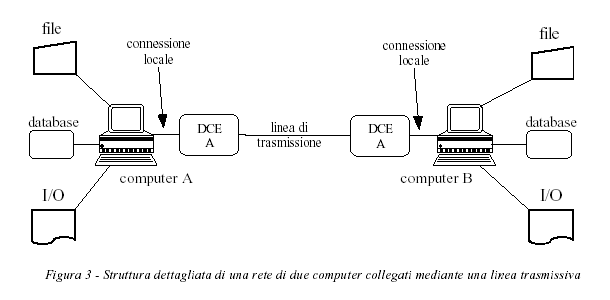 file
connessione
locale
database
DCE
A
linea di
trasmissione
computer A
I/O
connessione
locale
file
DCE
A
database
computer B
I/O
Figura 3 - Struttura dettagliata di una rete di due computer collegati mediante una linea trasmissiva